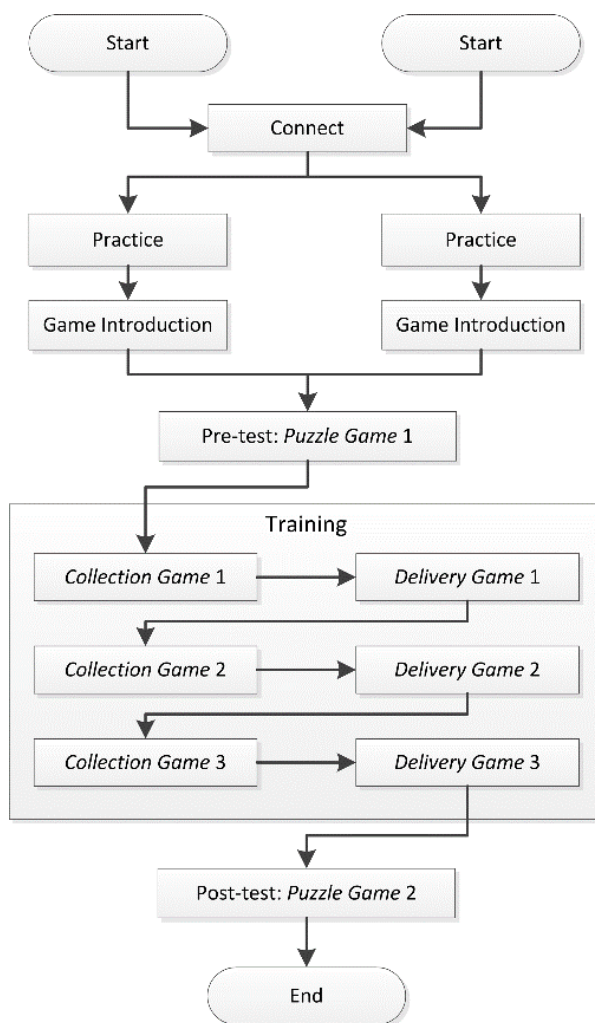 Start
Start
Connect
Practice
Practice
Game Introduction
Game Introduction
Pre-test: Puzzle Game 1
Training
Collection Game 1
Delivery Game 1
Collection Game 2
Delivery Game 2
Collection Game 3
Delivery Game 3
Post-test: Puzzle Game 2
End